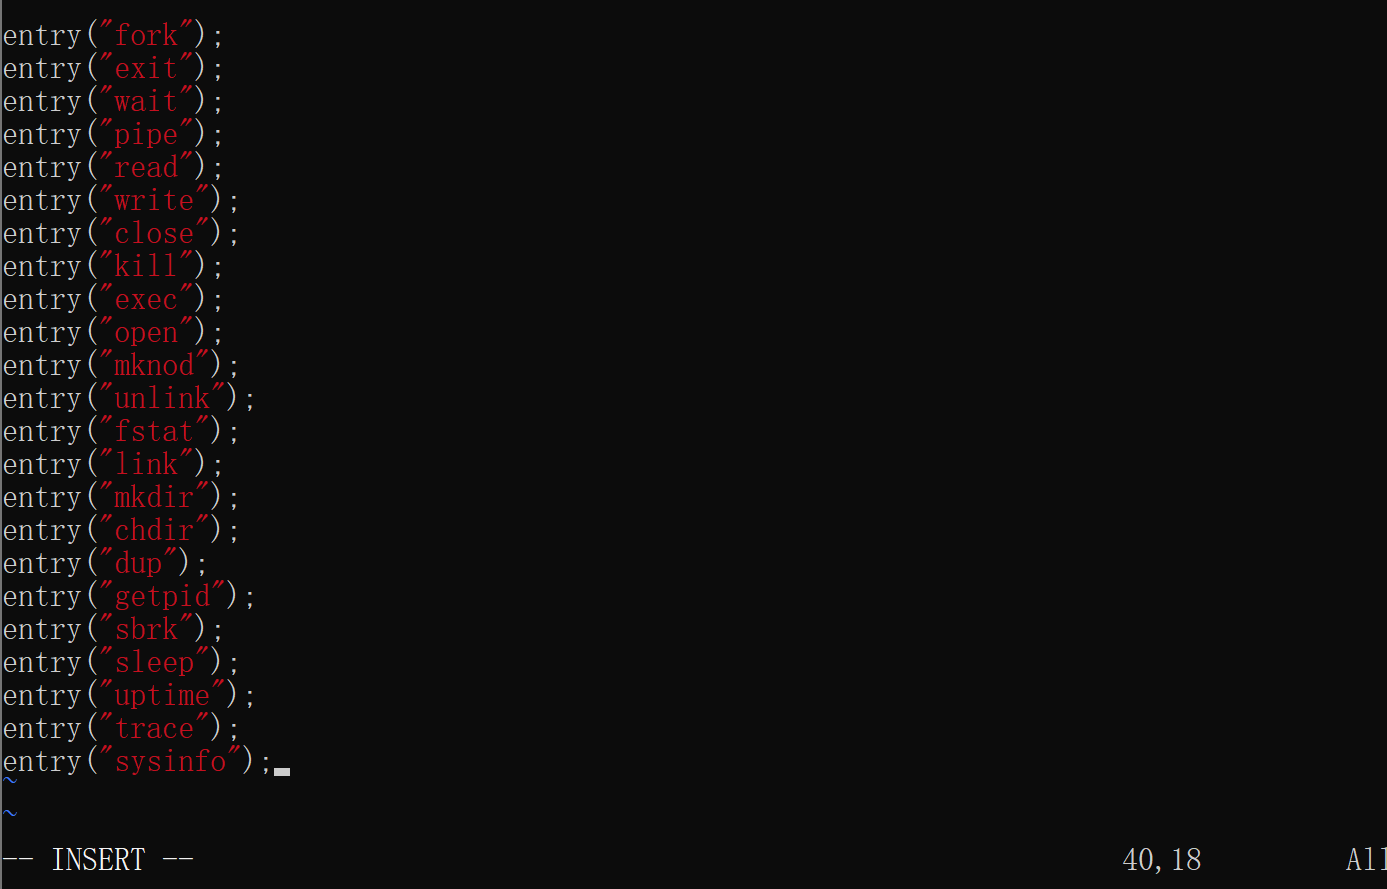 entry("fork");
entry("exit");
entry("wait");
entry("pipe");
entry("read");
entry("write");
entry("close");
entry("kill");
entry("exec");
entry("open");
entry("mknod");
entry("unlink");
entry("fstat");
entry("link");
entry("mkdir");
entry("chdir");
entry("dup");
entry("getpid");
entry("sbrk");
entry("sleep");
entry("uptime");
entry("trace");
entry("sysinfo");
~
~
-- INSERT -- 40,18 All